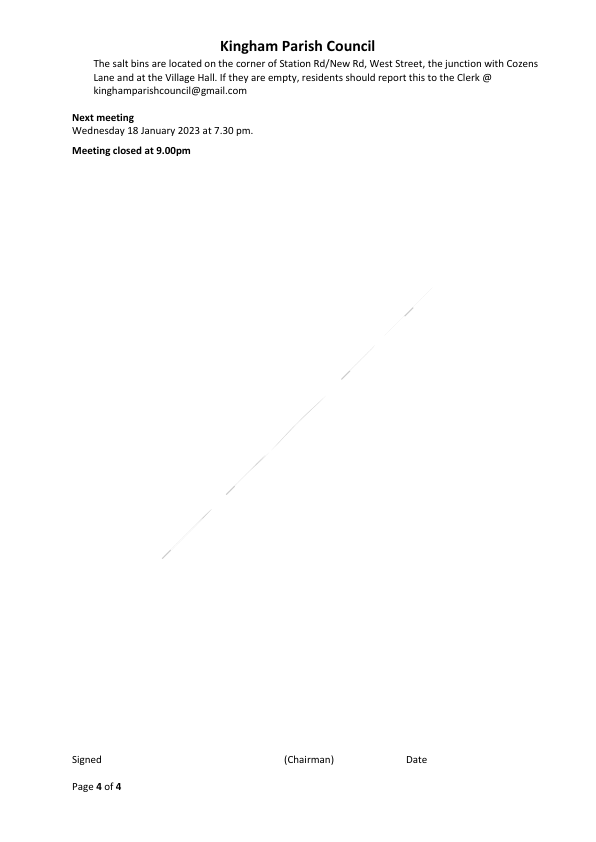 Kingham Parish Council
The salt bins are located on the corner of Station Rd/New Rd, West Street, the junction with Cozens
Lane and at the Village Hall. If they are empty, residents should report this to the Clerk @
kinghamparishcouncil@gmail.com
Next meeting
Wednesday 18 January 2023 at 7.30 pm.
Meeting closed at 9.00pm
Signed (Chairman) Date
Page 4 of 4